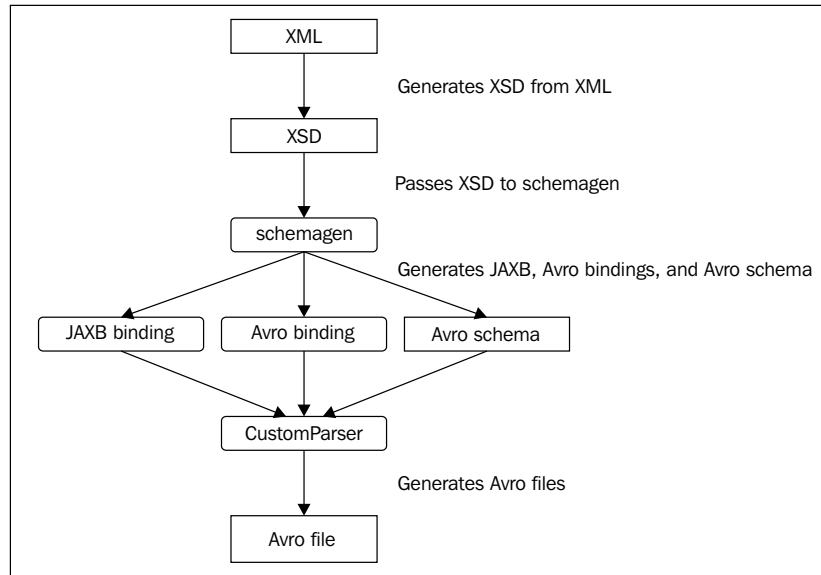 XML
Generates XSD from XML
XSD
Passes XSD to schemagen
schemagen
Generates JAXB, Avro bindings, and Avro schema
JAXB binding
Avro binding
Avro schema
CustomParser
Generates Avro files
Avro file